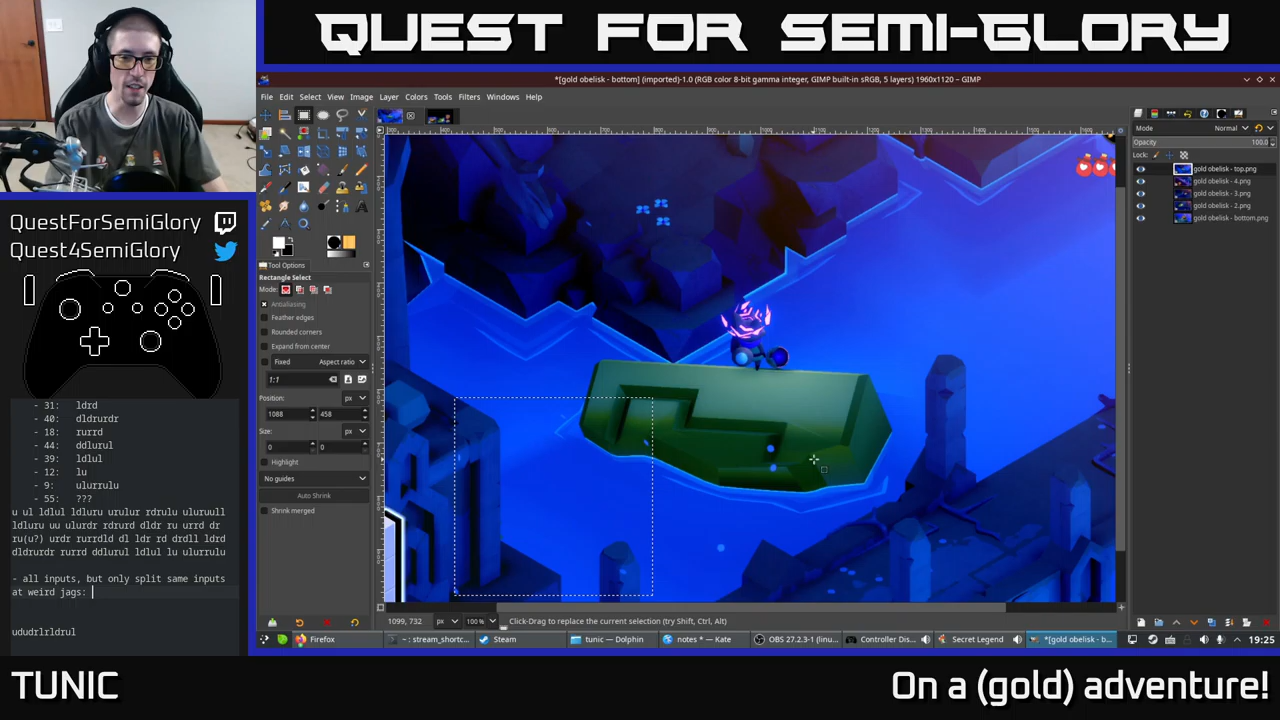 QUEST FOR SEMI-GLORY
*[gold obelisk - bottom] (imported)-1.0 (RGB color 8-bit gamma integer, GIMP built-in sRGB, 5 layers) 1960x1120 – GIMP
File Edit Select View Image Layer Colors Tools Filters Windows Help
Tool Options
Rectangle Select
Mode:
Antialiasing
Feather edges
Rounded corners
Expand from center
Fixed Aspect ratio
1:1
Position: px
1088 458
Size: px
0 0
Highlight
No guides
Auto Shrink
Shrink merged
Mode Normal
Opacity 100.0
Lock:
gold obelisk - top.png
gold obelisk - 4.png
gold obelisk - 3.png
gold obelisk - 2.png
gold obelisk - bottom.png
1099, 732 px 100% Click-Drag to replace the current selection (try Shift, Ctrl, Alt)
Firefox
~ : stream_shortc...
Steam
tunic — Dolphin
notes * — Kate
OBS 27.2.3-1 (linu...
Controller Dis...
Secret Legend
*[gold obelisk - b...
19:25
QuestForSemiGlory
Quest4SemiGlory
- 31: ldrd
- 40: dldrurdr
- 18: rurrd
- 44: ddlurul
- 39: ldlul
- 12: lu
- 9: ulurrulu
- 55: ???
u ul ldlul ldluru urulur rdrulu uluruull
ldluru uu ulurdr rdrurd dldr ru urrd dr
ru(u?) urdr rurrdld dl ldr rd drdll ldrd
dldrurdr rurrd ddlurul ldlul lu ulurrulu
- all inputs, but only split same inputs
at weird jags:
ududrlrldrul
TUNIC
On a (gold) adventure!